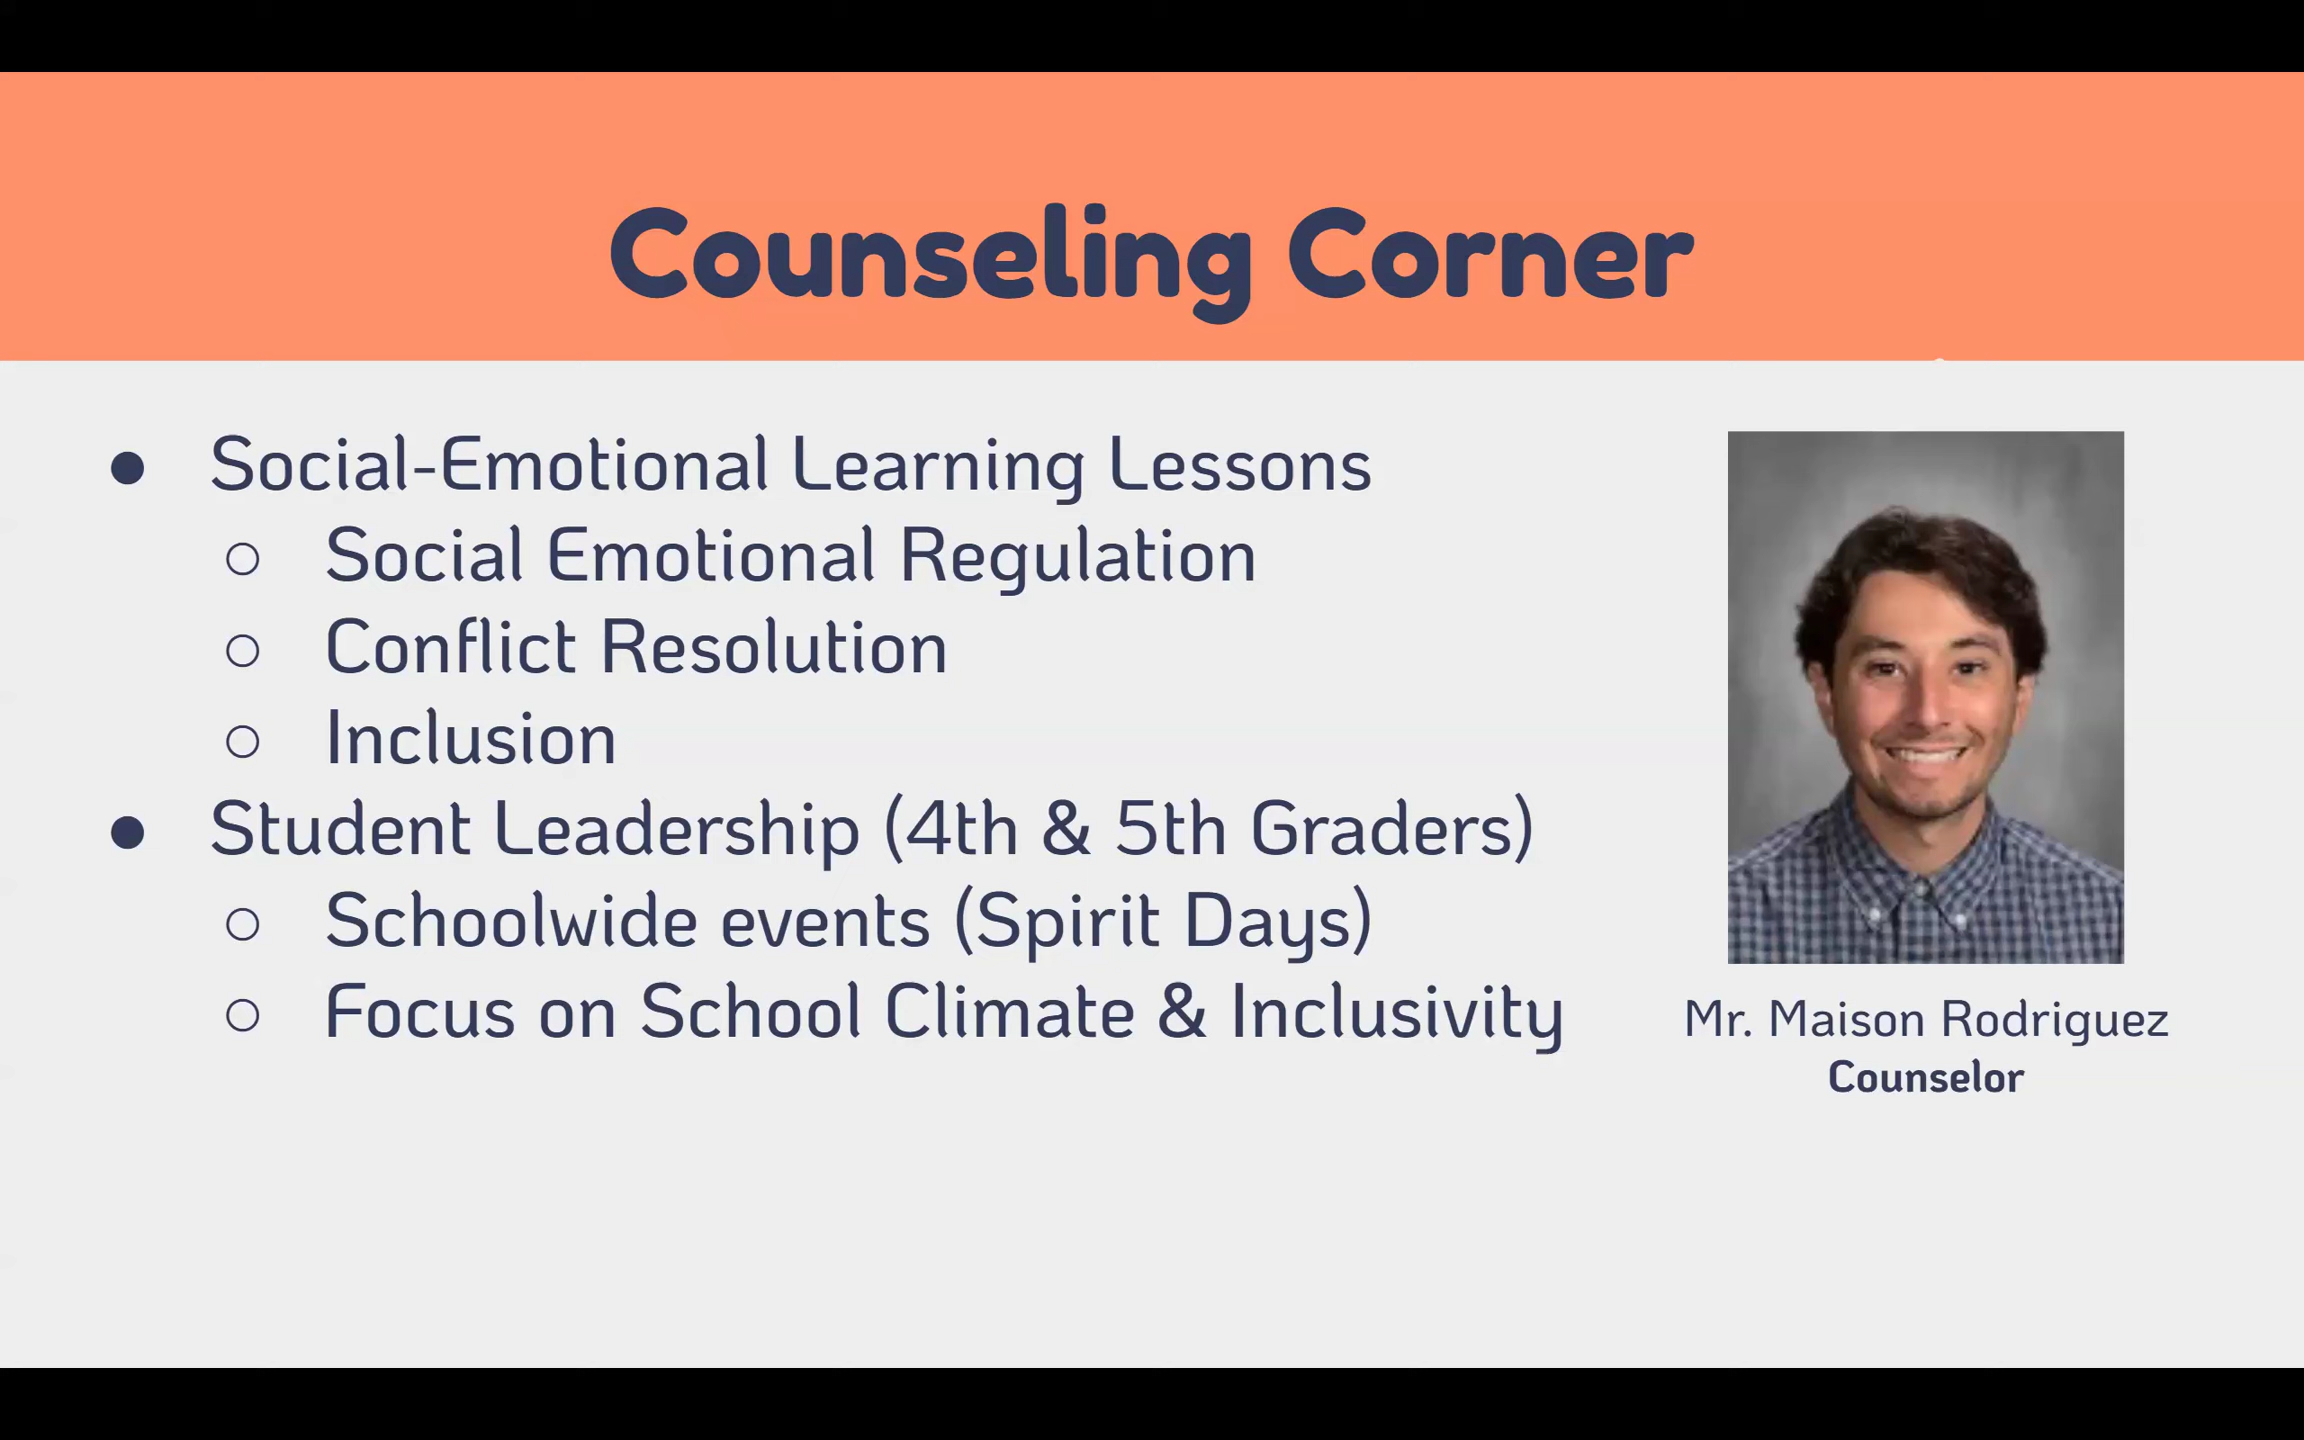 Counseling Corner
● Social-Emotional Learning Lessons
○ Social Emotional Regulation
○ Conflict Resolution
○ Inclusion
● Student Leadership (4th & 5th Graders)
○ Schoolwide events (Spirit Days)
○ Focus on School Climate & Inclusivity
Mr. Maison Rodriguez
Counselor